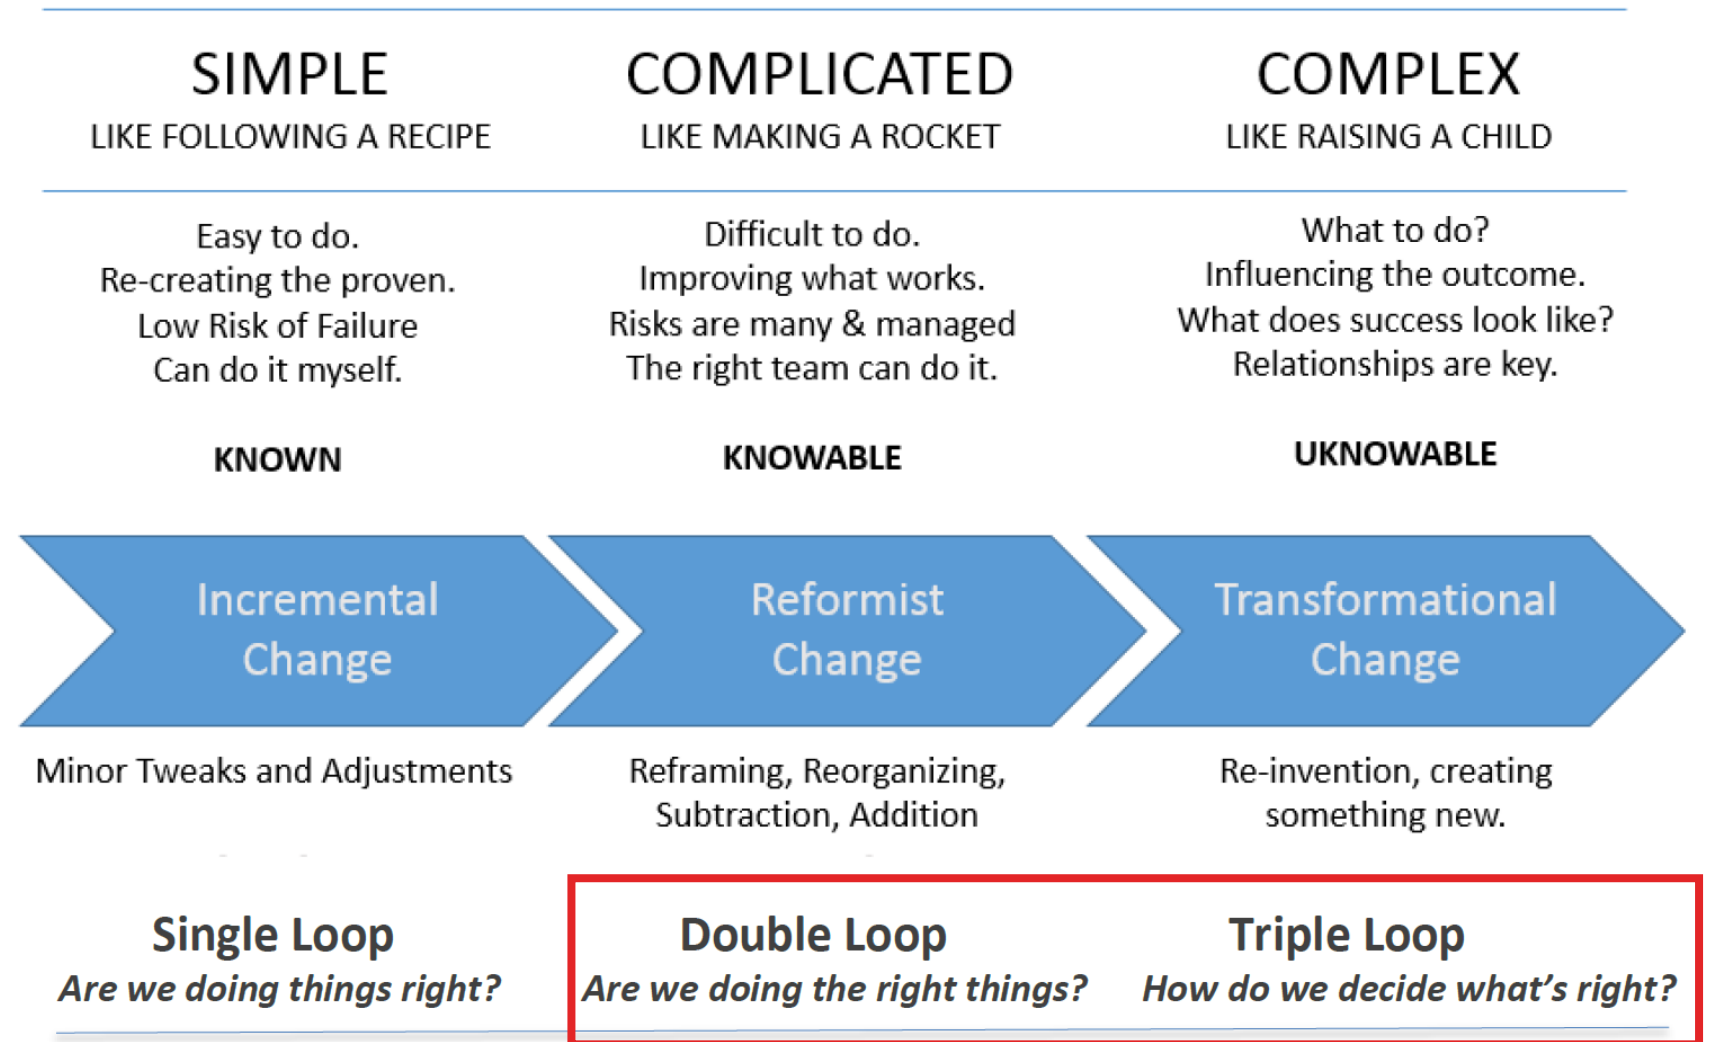 SIMPLE
LIKE FOLLOWING A RECIPE
COMPLICATED
LIKE MAKING A ROCKET
COMPLEX
LIKE RAISING A CHILD
Easy to do.
Re-creating the proven.
Low Risk of Failure
Can do it myself.
KNOWN
Difficult to do.
Improving what works.
Risks are many & managed
The right team can do it.
KNOWABLE
What to do?
Influencing the outcome.
What does success look like?
Relationships are key.
UKNOWABLE
Incremental
Change
Reformist
Change
Transformational
Change
Minor Tweaks and Adjustments
Reframing, Reorganizing,
Subtraction, Addition
Re-invention, creating
something new.
Single Loop
Are we doing things right?
Double Loop
Are we doing the right things?
Triple Loop
How do we decide what's right?